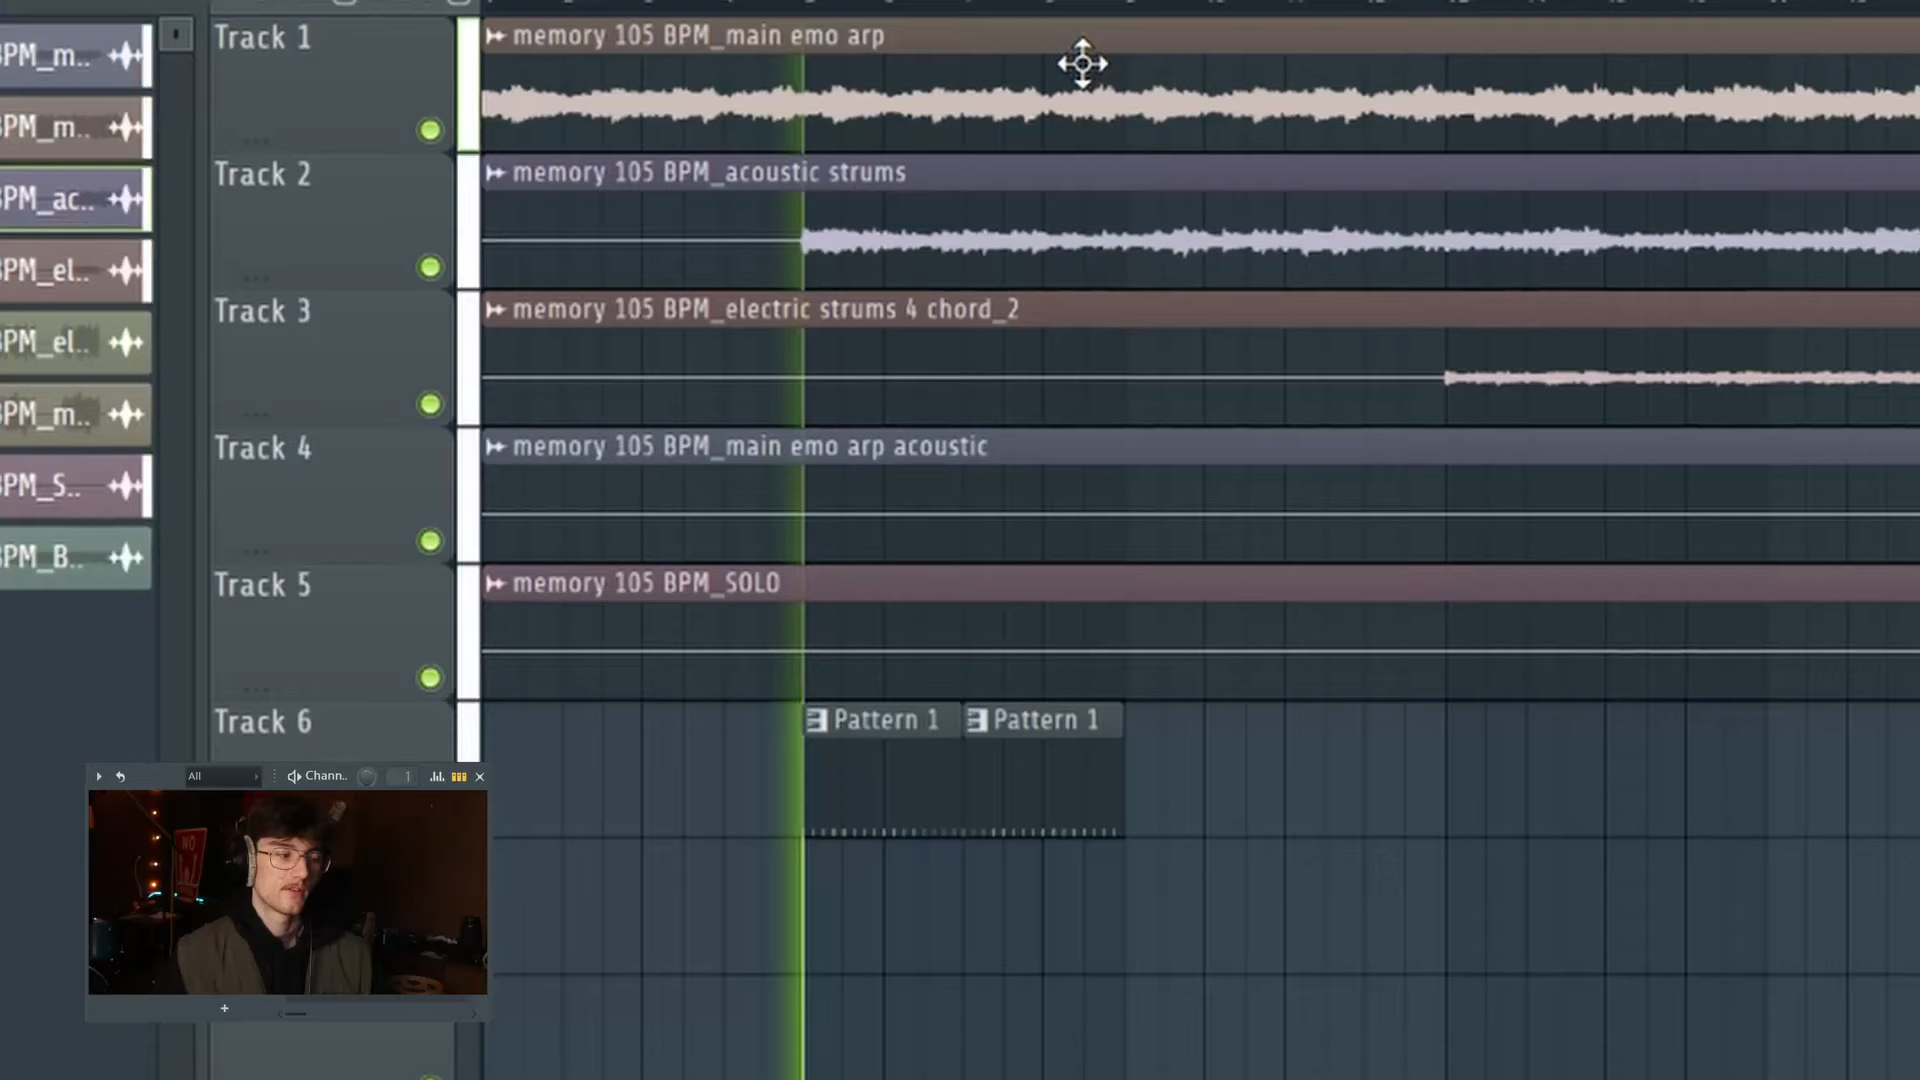 BPM_m..
BPM_m..
BPM_ac..
BPM_el..
BPM_el..
BPM_m..
BPM_S..
BPM_B..
Track 1
memory 105 BPM_main emo arp
Track 2
memory 105 BPM_acoustic strums
Track 3
memory 105 BPM_electric strums 4 chord_2
Track 4
memory 105 BPM_main emo arp acoustic
Track 5
memory 105 BPM_SOLO
Track 6
Pattern 1
Pattern 1
All
Chann..
1
NO